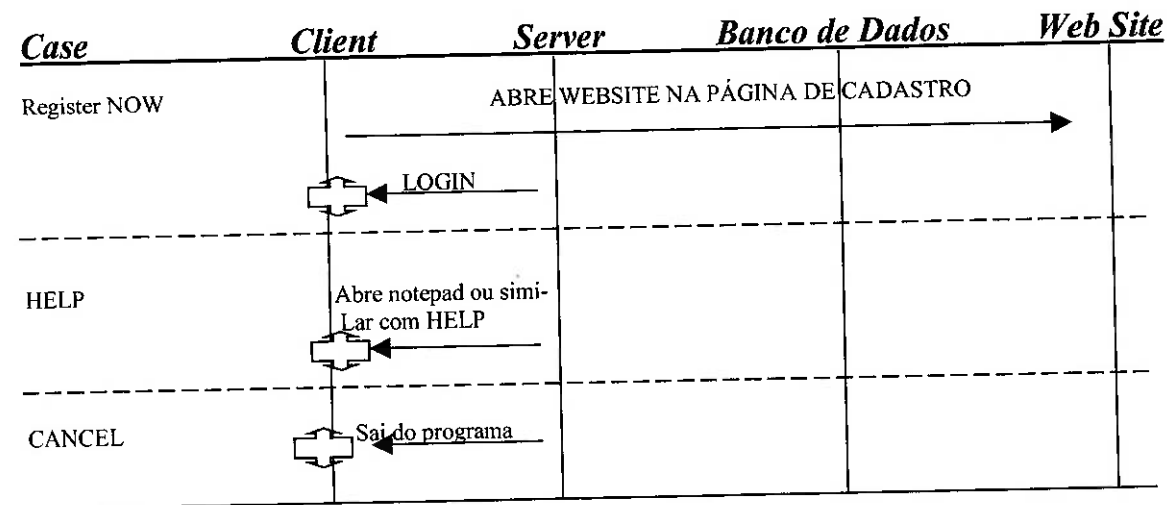 Case Client Server Banco de Dados Web Site
Register NOW
ABRE WEBSITE NA PÁGINA DE CADASTRO
LOGIN
HELP
Abre notepad ou simi-
Lar com HELP
CANCEL
Sai do programa